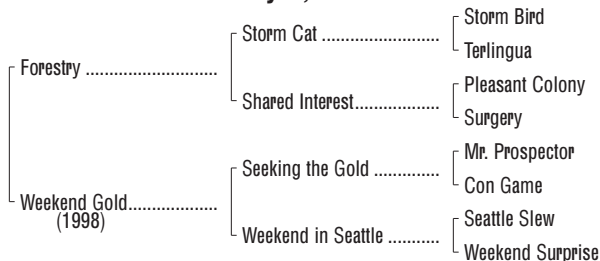 Storm Bird
Storm Cat ........................
Terlingua
Forestry ...........................
Pleasant Colony
Shared Interest.................
Surgery
Mr. Prospector
Seeking the Gold .............
Con Game
Weekend Gold..................
(1998)
Seattle Slew
Weekend in Seattle ..........
Weekend Surprise